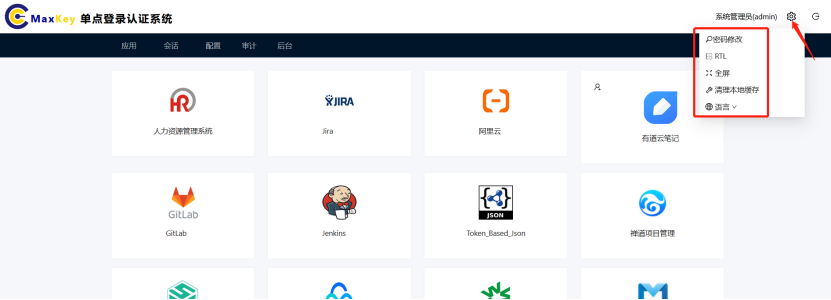 MaxKey 单点登录认证系统
系统管理员(admin)
应用 会话 配置 审计 后台
密码修改
RTL
全屏
清理本地缓存
语言
HR
人力资源管理系统
JIRA
Jira
阿里云
有道云笔记
GitLab
GitLab
Jenkins
JSON
Token_Based_Json
禅道项目管理